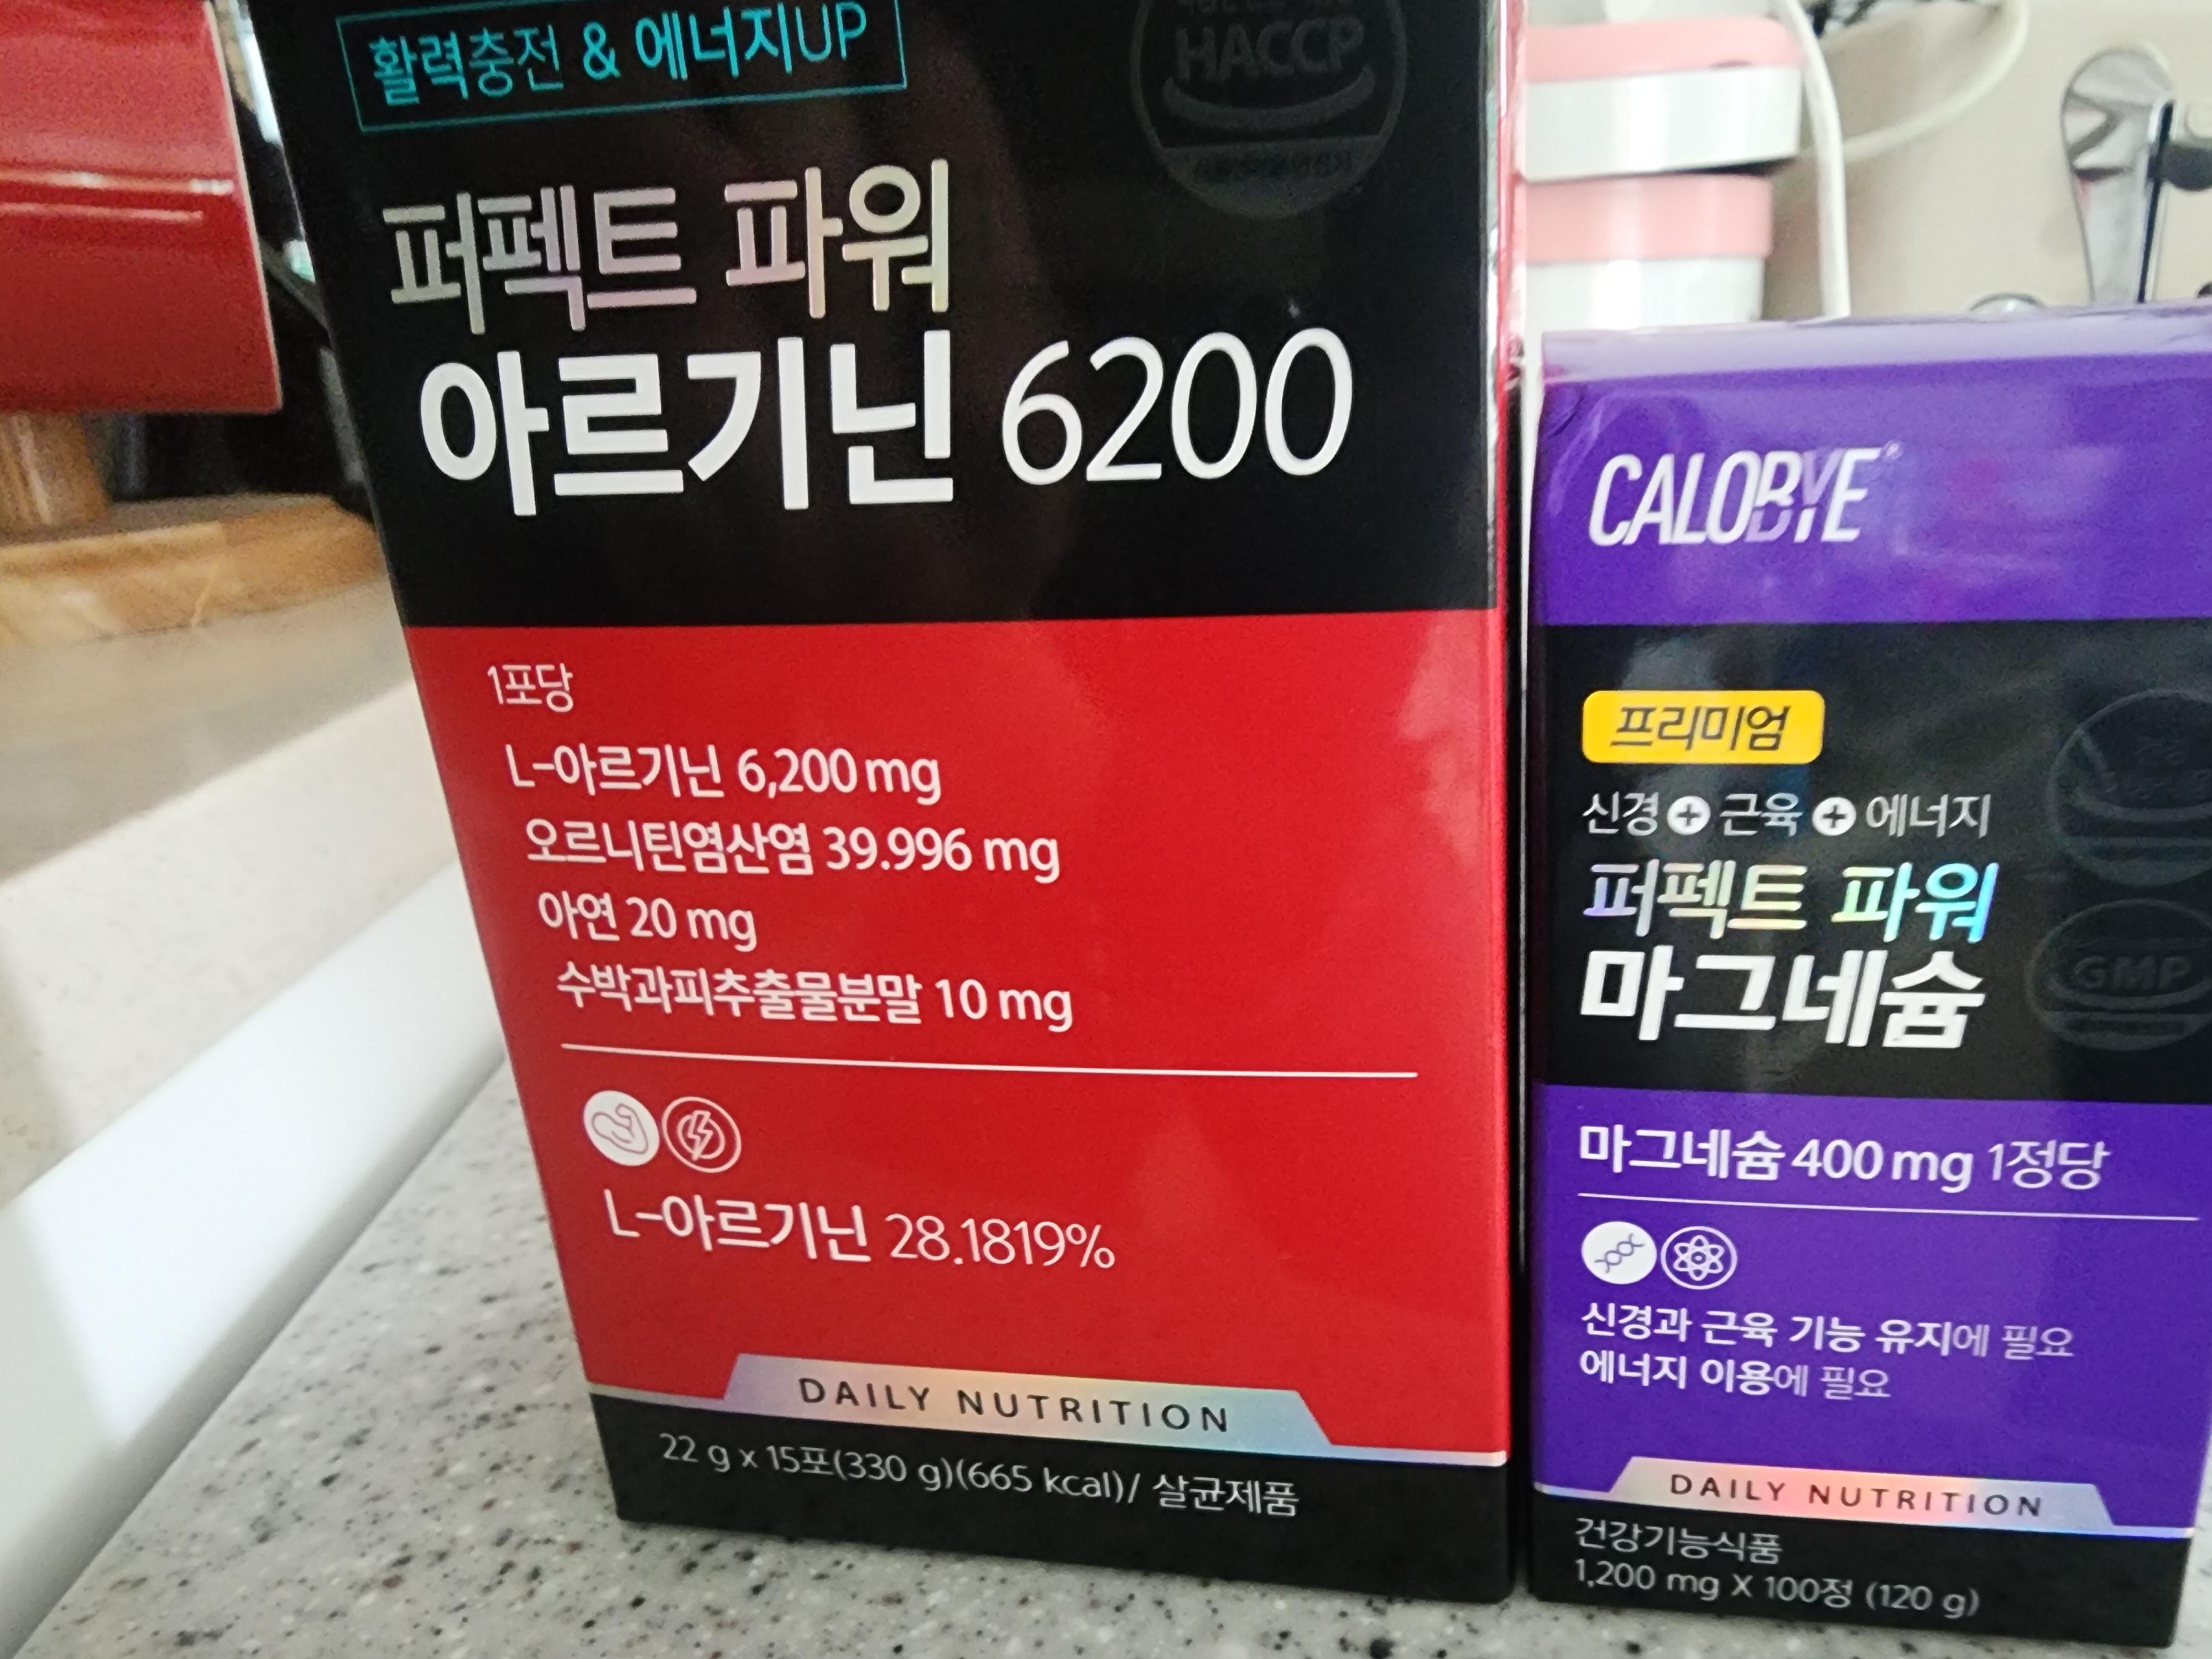 활력충전 & 에너지UP
HACCP
퍼펙트 파워
아르기닌 6200
1포당
L-아르기닌 6,200 mg
오르니틴염산염 39.996 mg
아연 20 mg
수박과피추출물분말 10 mg
L-아르기닌 28.1819%
DAILY NUTRITION
22 g x 15포(330 g)(665 kcal)/ 살균제품
CALOBYE
프리미엄
신경 + 근육 + 에너지
퍼펙트 파워
마그네슘
GMP
마그네슘 400 mg 1정당
신경과 근육 기능 유지에 필요
에너지 이용에 필요
DAILY NUTRITION
건강기능식품
1,200 mg X 100정 (120 g)